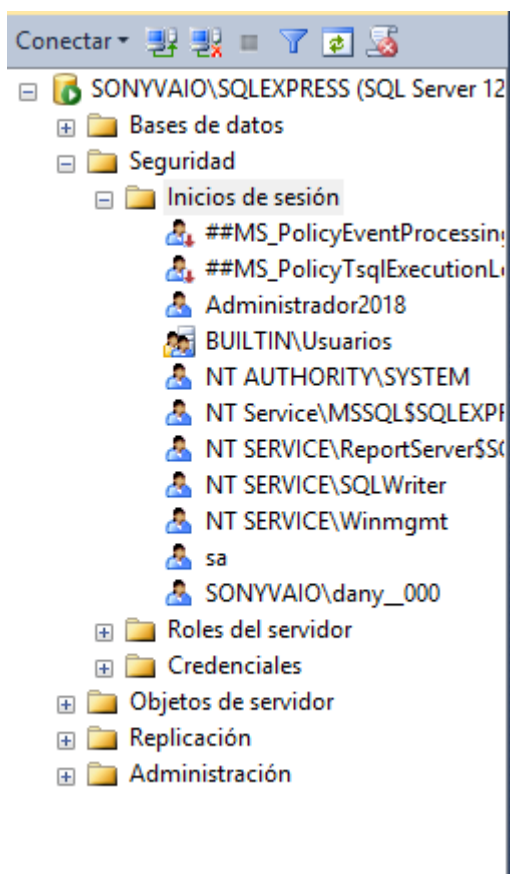 Conectar
SONYVAIO\SQLEXPRESS (SQL Server 12
Bases de datos
Seguridad
Inicios de sesión
##MS_PolicyEventProcessing
##MS_PolicyTsqlExecutionL
Administrador2018
BUILTIN\Usuarios
NT AUTHORITY\SYSTEM
NT Service\MSSQL$SQLEXPR
NT SERVICE\ReportServer$S
NT SERVICE\SQLWriter
NT SERVICE\Winmgmt
sa
SONYVAIO\dany__000
Roles del servidor
Credenciales
Objetos de servidor
Replicación
Administración